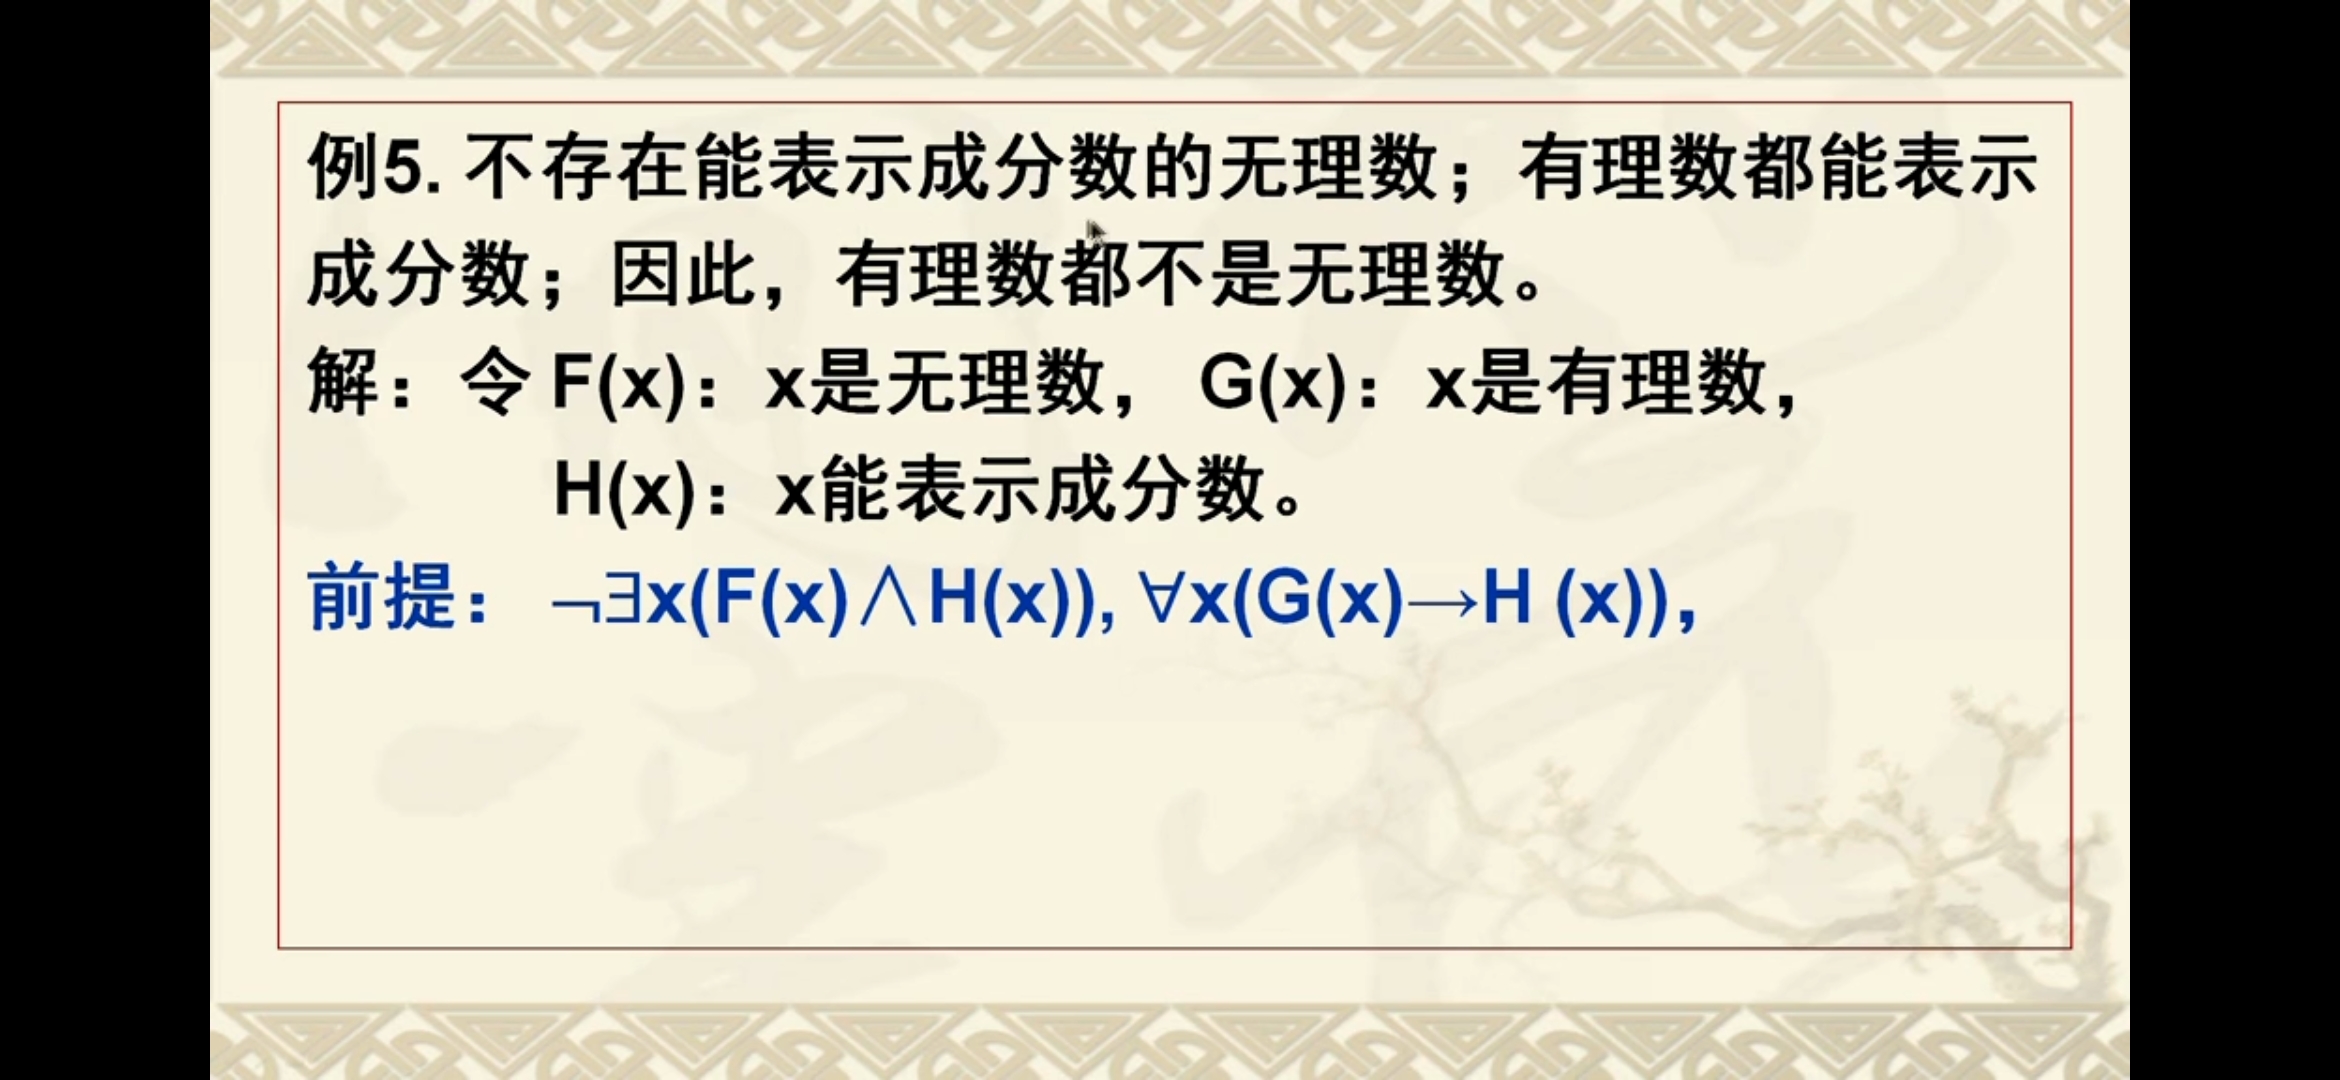 例5. 不存在能表示成分数的无理数；有理数都能表示
成分数；因此，有理数都不是无理数。
解：令 F(x)：x是无理数， G(x)：x是有理数，
H(x)：x能表示成分数。
前提： ¬∃x(F(x)∧H(x)), ∀x(G(x)→H (x))，